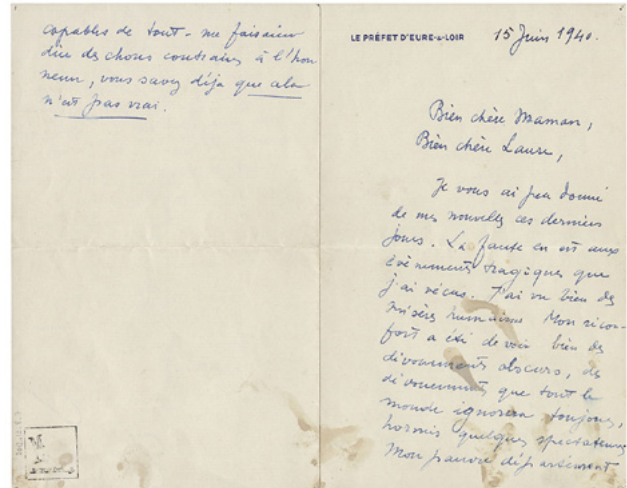 capables de tout - me faisaient
dire des choses contraires à l'hon
neur, vous savez déjà que cela
n'est pas vrai.
LE PRÉFET D'EURE-&-LOIR
15 Juin 1940.
Bien chère Maman,
Bien chère Laure,
Je vous ai peu donné
de mes nouvelles ces derniers
jours. La faute en est aux
évènements tragiques que
j'ai vécus. J'ai vu bien des
misères humaines. Mon récon-
fort a été de voir bien des
dévouements obscurs, des
dévouements que tout le
monde ignorera toujours,
hormis quelques spectateurs
Mon pauvre département